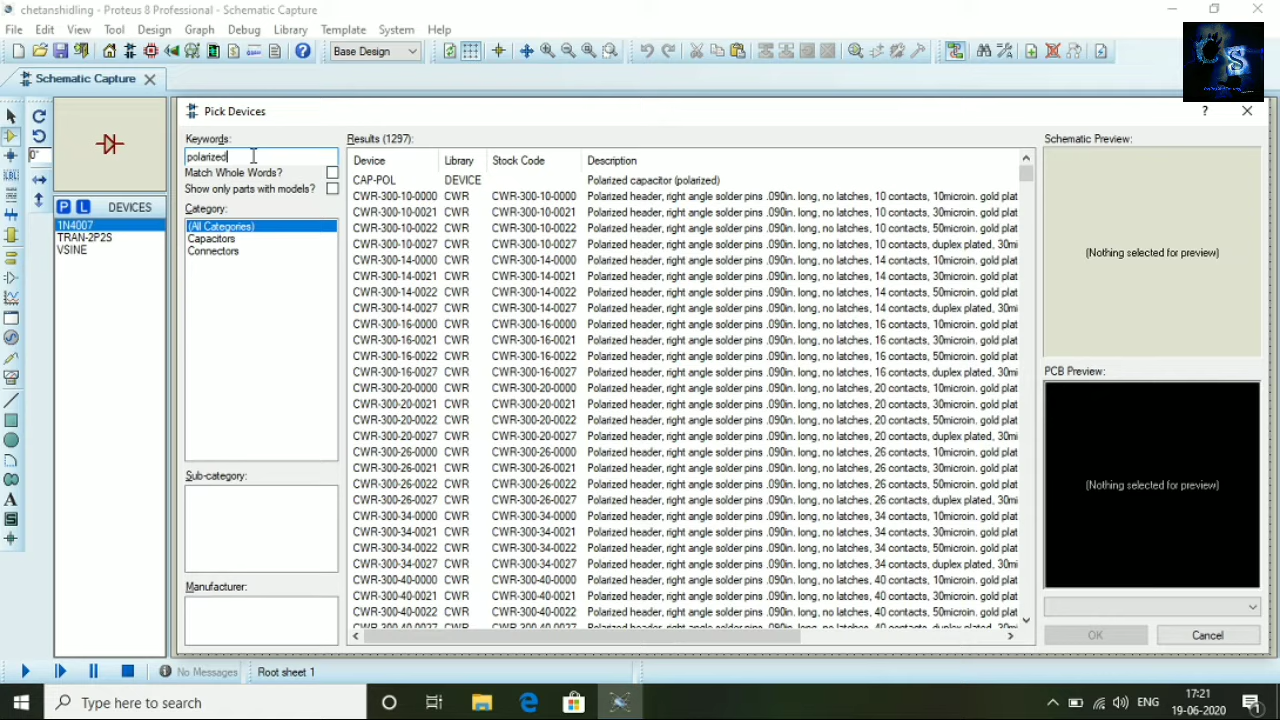 chetanshidling - Proteus 8 Professional - Schematic Capture
File Edit View Tool Design Graph Debug Library Template System Help
Base Design
Schematic Capture
Pick Devices
Keywords:
polarized
Match Whole Words?
Show only parts with models?
Category:
(All Categories)
Capacitors
Connectors
Sub-category:
Manufacturer:
0°
LBL
P L DEVICES
1N4007
TRAN-2P2S
VSINE
A
Results (1297):
Device Library Stock Code Description
CAP-POL DEVICE Polarized capacitor (polarized)
CWR-300-10-0000 CWR CWR-300-10-0000 Polarized header, right angle solder pins .090in. long, no latches, 10 contacts, 10microin. gold plat
CWR-300-10-0021 CWR CWR-300-10-0021 Polarized header, right angle solder pins .090in. long, no latches, 10 contacts, 30microin. gold plat
CWR-300-10-0022 CWR CWR-300-10-0022 Polarized header, right angle solder pins .090in. long, no latches, 10 contacts, 50microin. gold plat
CWR-300-10-0027 CWR CWR-300-10-0027 Polarized header, right angle solder pins .090in. long, no latches, 10 contacts, duplex plated, 30mi
CWR-300-14-0000 CWR CWR-300-14-0000 Polarized header, right angle solder pins .090in. long, no latches, 14 contacts, 10microin. gold plat
CWR-300-14-0021 CWR CWR-300-14-0021 Polarized header, right angle solder pins .090in. long, no latches, 14 contacts, 30microin. gold plat
CWR-300-14-0022 CWR CWR-300-14-0022 Polarized header, right angle solder pins .090in. long, no latches, 14 contacts, 50microin. gold plat
CWR-300-14-0027 CWR CWR-300-14-0027 Polarized header, right angle solder pins .090in. long, no latches, 14 contacts, duplex plated, 30mi
CWR-300-16-0000 CWR CWR-300-16-0000 Polarized header, right angle solder pins .090in. long, no latches, 16 contacts, 10microin. gold plat
CWR-300-16-0021 CWR CWR-300-16-0021 Polarized header, right angle solder pins .090in. long, no latches, 16 contacts, 30microin. gold plat
CWR-300-16-0022 CWR CWR-300-16-0022 Polarized header, right angle solder pins .090in. long, no latches, 16 contacts, 50microin. gold plat
CWR-300-16-0027 CWR CWR-300-16-0027 Polarized header, right angle solder pins .090in. long, no latches, 16 contacts, duplex plated, 30mi
CWR-300-20-0000 CWR CWR-300-20-0000 Polarized header, right angle solder pins .090in. long, no latches, 20 contacts, 10microin. gold plat
CWR-300-20-0021 CWR CWR-300-20-0021 Polarized header, right angle solder pins .090in. long, no latches, 20 contacts, 30microin. gold plat
CWR-300-20-0022 CWR CWR-300-20-0022 Polarized header, right angle solder pins .090in. long, no latches, 20 contacts, 50microin. gold plat
CWR-300-20-0027 CWR CWR-300-20-0027 Polarized header, right angle solder pins .090in. long, no latches, 20 contacts, duplex plated, 30mi
CWR-300-26-0000 CWR CWR-300-26-0000 Polarized header, right angle solder pins .090in. long, no latches, 26 contacts, 10microin. gold plat
CWR-300-26-0021 CWR CWR-300-26-0021 Polarized header, right angle solder pins .090in. long, no latches, 26 contacts, 30microin. gold plat
CWR-300-26-0022 CWR CWR-300-26-0022 Polarized header, right angle solder pins .090in. long, no latches, 26 contacts, 50microin. gold plat
CWR-300-26-0027 CWR CWR-300-26-0027 Polarized header, right angle solder pins .090in. long, no latches, 26 contacts, duplex plated, 30mi
CWR-300-34-0000 CWR CWR-300-34-0000 Polarized header, right angle solder pins .090in. long, no latches, 34 contacts, 10microin. gold plat
CWR-300-34-0021 CWR CWR-300-34-0021 Polarized header, right angle solder pins .090in. long, no latches, 34 contacts, 30microin. gold plat
CWR-300-34-0022 CWR CWR-300-34-0022 Polarized header, right angle solder pins .090in. long, no latches, 34 contacts, 50microin. gold plat
CWR-300-34-0027 CWR CWR-300-34-0027 Polarized header, right angle solder pins .090in. long, no latches, 34 contacts, duplex plated, 30mi
CWR-300-40-0000 CWR CWR-300-40-0000 Polarized header, right angle solder pins .090in. long, no latches, 40 contacts, 10microin. gold plat
CWR-300-40-0021 CWR CWR-300-40-0021 Polarized header, right angle solder pins .090in. long, no latches, 40 contacts, 30microin. gold plat
CWR-300-40-0022 CWR CWR-300-40-0022 Polarized header, right angle solder pins .090in. long, no latches, 40 contacts, 50microin. gold plat
Schematic Preview:
(Nothing selected for preview)
PCB Preview:
(Nothing selected for preview)
OK Cancel
No Messages Root sheet 1
Type here to search
ENG
17:21
19-06-2020